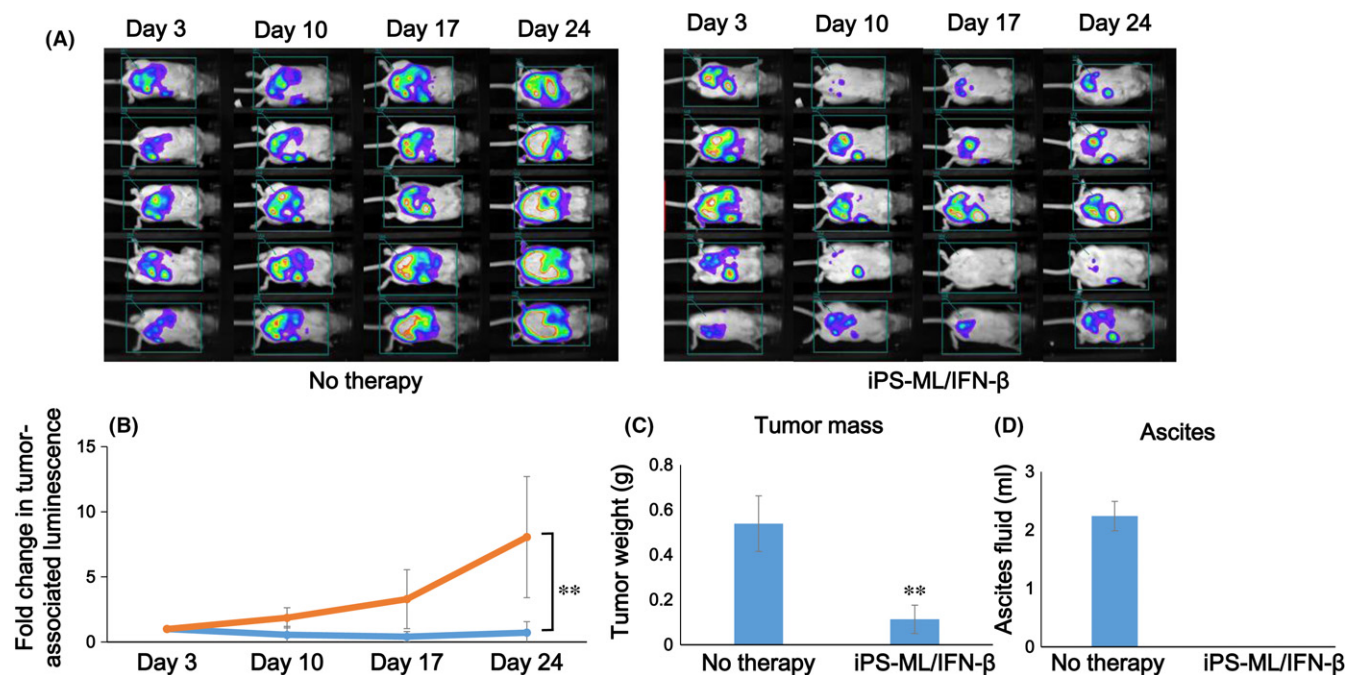 (A)
Day 3 Day 10 Day 17 Day 24
Day 3 Day 10 Day 17 Day 24
No therapy
iPS-ML/IFN-β
(B)
Fold change in tumor-
associated luminescence
15
10
5
0
**
Day 3 Day 10 Day 17 Day 24
(C)
Tumor mass
Tumor weight (g)
0.8
0.6
0.4
0.2
0
**
No therapy iPS-ML/IFN-β
(D)
Ascites
Ascites fluid (ml)
3
2
1
0
No therapy iPS-ML/IFN-β